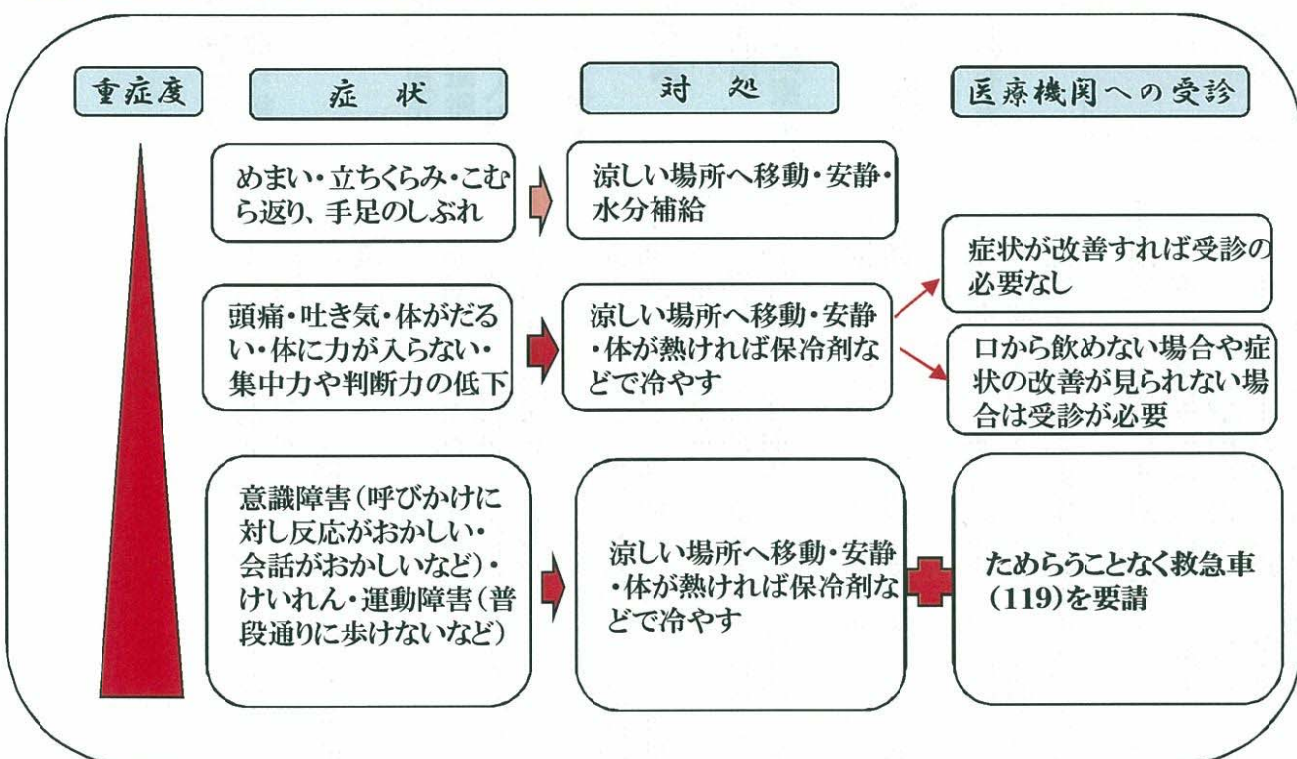 重症度
症 状
対 処
医療機関への受診
めまい・立ちくらみ・こむ
ら返り、手足のしぶれ
涼しい場所へ移動・安静・
水分補給
頭痛・吐き気・体がだる
い・体に力が入らない・
集中力や判断力の低下
涼しい場所へ移動・安静
・体が熱ければ保冷剤な
どで冷やす
症状が改善すれば受診の
必要なし
口から飲めない場合や症
状の改善が見られない場
合は受診が必要
意識障害(呼びかけに
対し反応がおかしい・
会話がおかしいなど)・
けいれん・運動障害(普
段通りに歩けないなど)
涼しい場所へ移動・安静
・体が熱ければ保冷剤な
どで冷やす
ためらうことなく救急車
(119)を要請